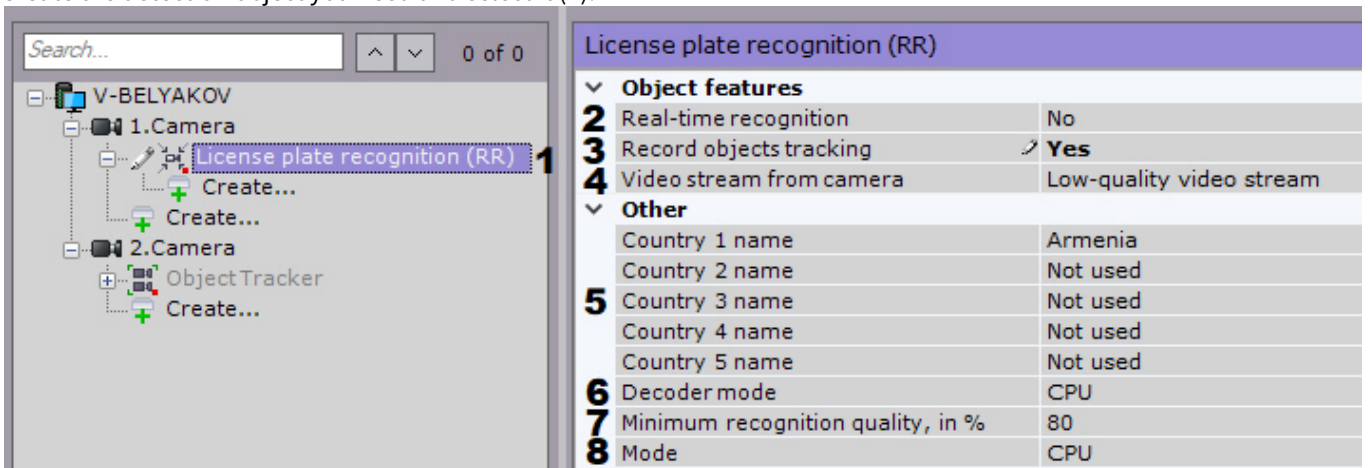 Search...
0 of 0
V-BELYAKOV
1.Camera
License plate recognition (RR) 1
Create...
Create...
2.Camera
Object Tracker
Create...
License plate recognition (RR)
Object features
2 Real-time recognition No
3 Record objects tracking Yes
4 Video stream from camera Low-quality video stream
Other
Country 1 name Armenia
Country 2 name Not used
5 Country 3 name Not used
Country 4 name Not used
Country 5 name Not used
6 Decoder mode CPU
7 Minimum recognition quality, in % 80
8 Mode CPU